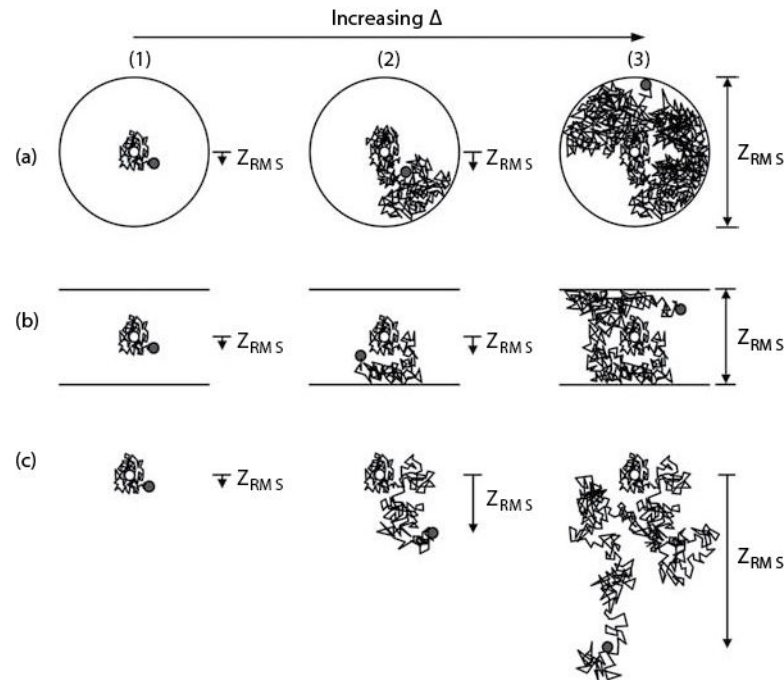 Increasing Δ
(1) (2) (3)
(a) Z_RMS Z_RMS Z_RMS
(b) Z_RMS Z_RMS Z_RMS
(c) Z_RMS Z_RMS Z_RMS